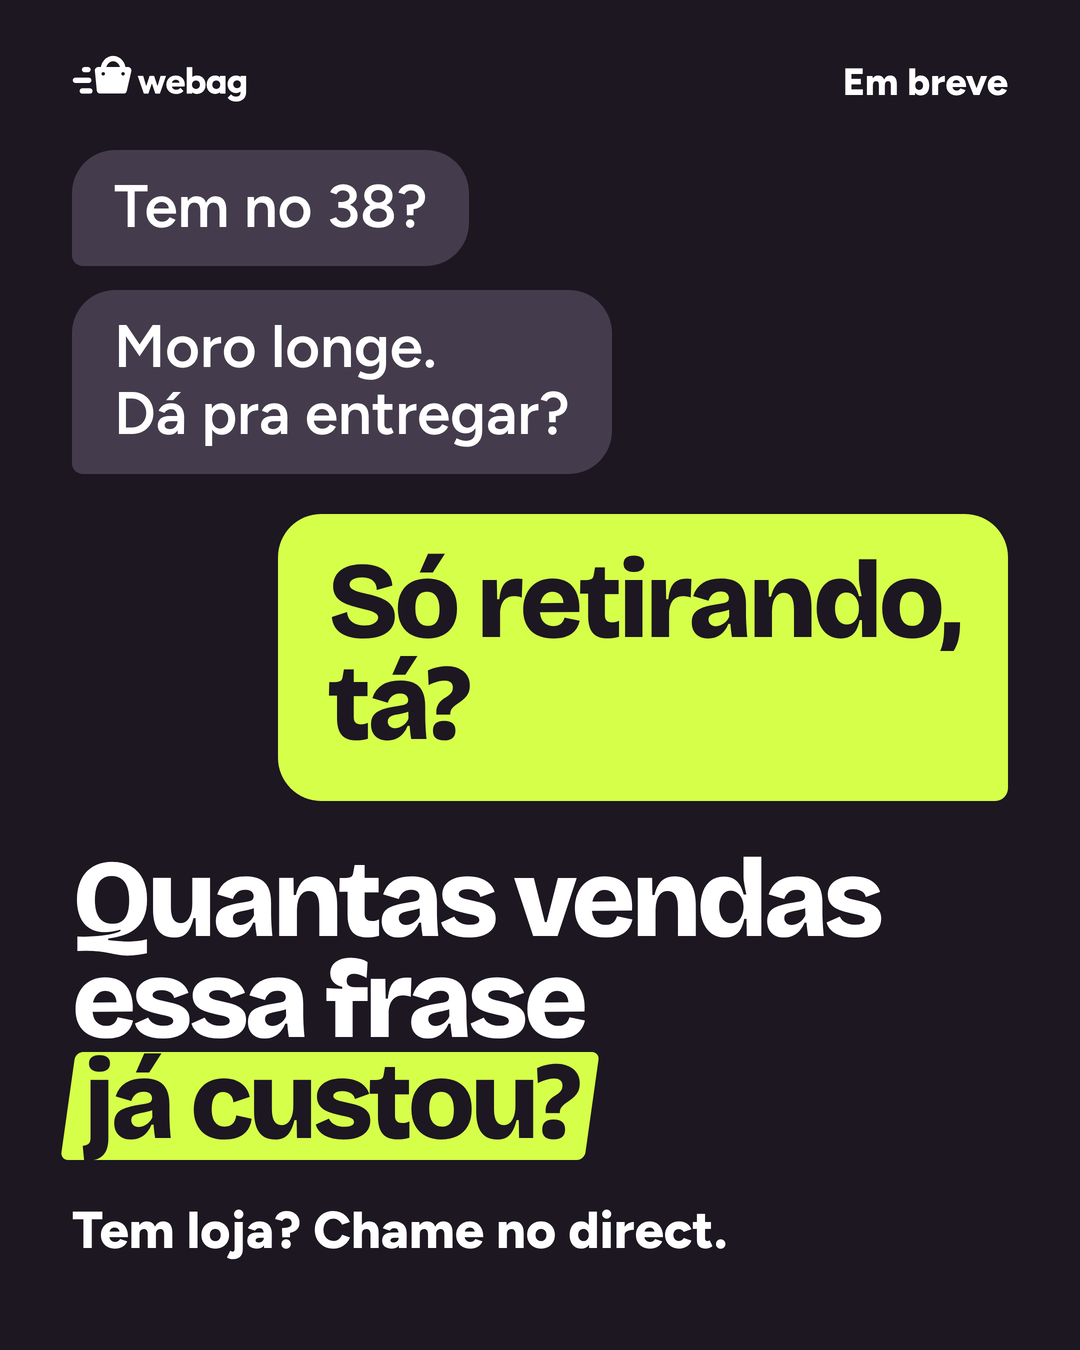 webag
Em breve
Tem no 38?
Moro longe.
Dá pra entregar?
Só retirando,
tá?
Quantas vendas
essa frase
já custou?
Tem loja? Chame no direct.